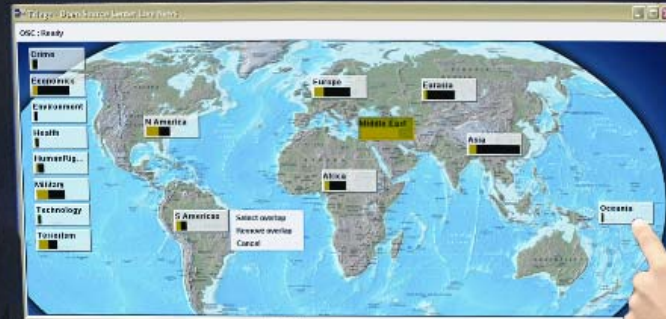 OSC : Ready
Crime
Economics
Environment
Health
HumanRig...
Military
Technology
Terrorism
N America
S Americas
Europe
Eurasia
Middle East
Asia
Africa
Oceania
Select overlap
Remove overlap
Cancel